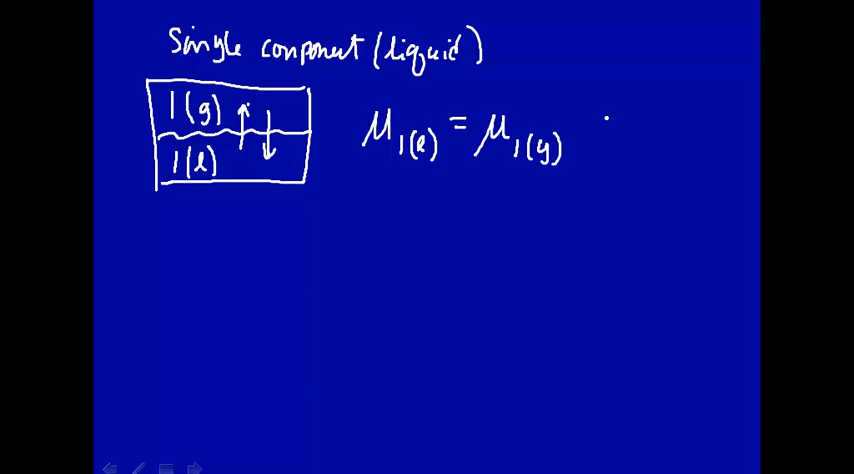 Single component (liquid)
1(g)
1(l)
μ1(l) = μ1(g)